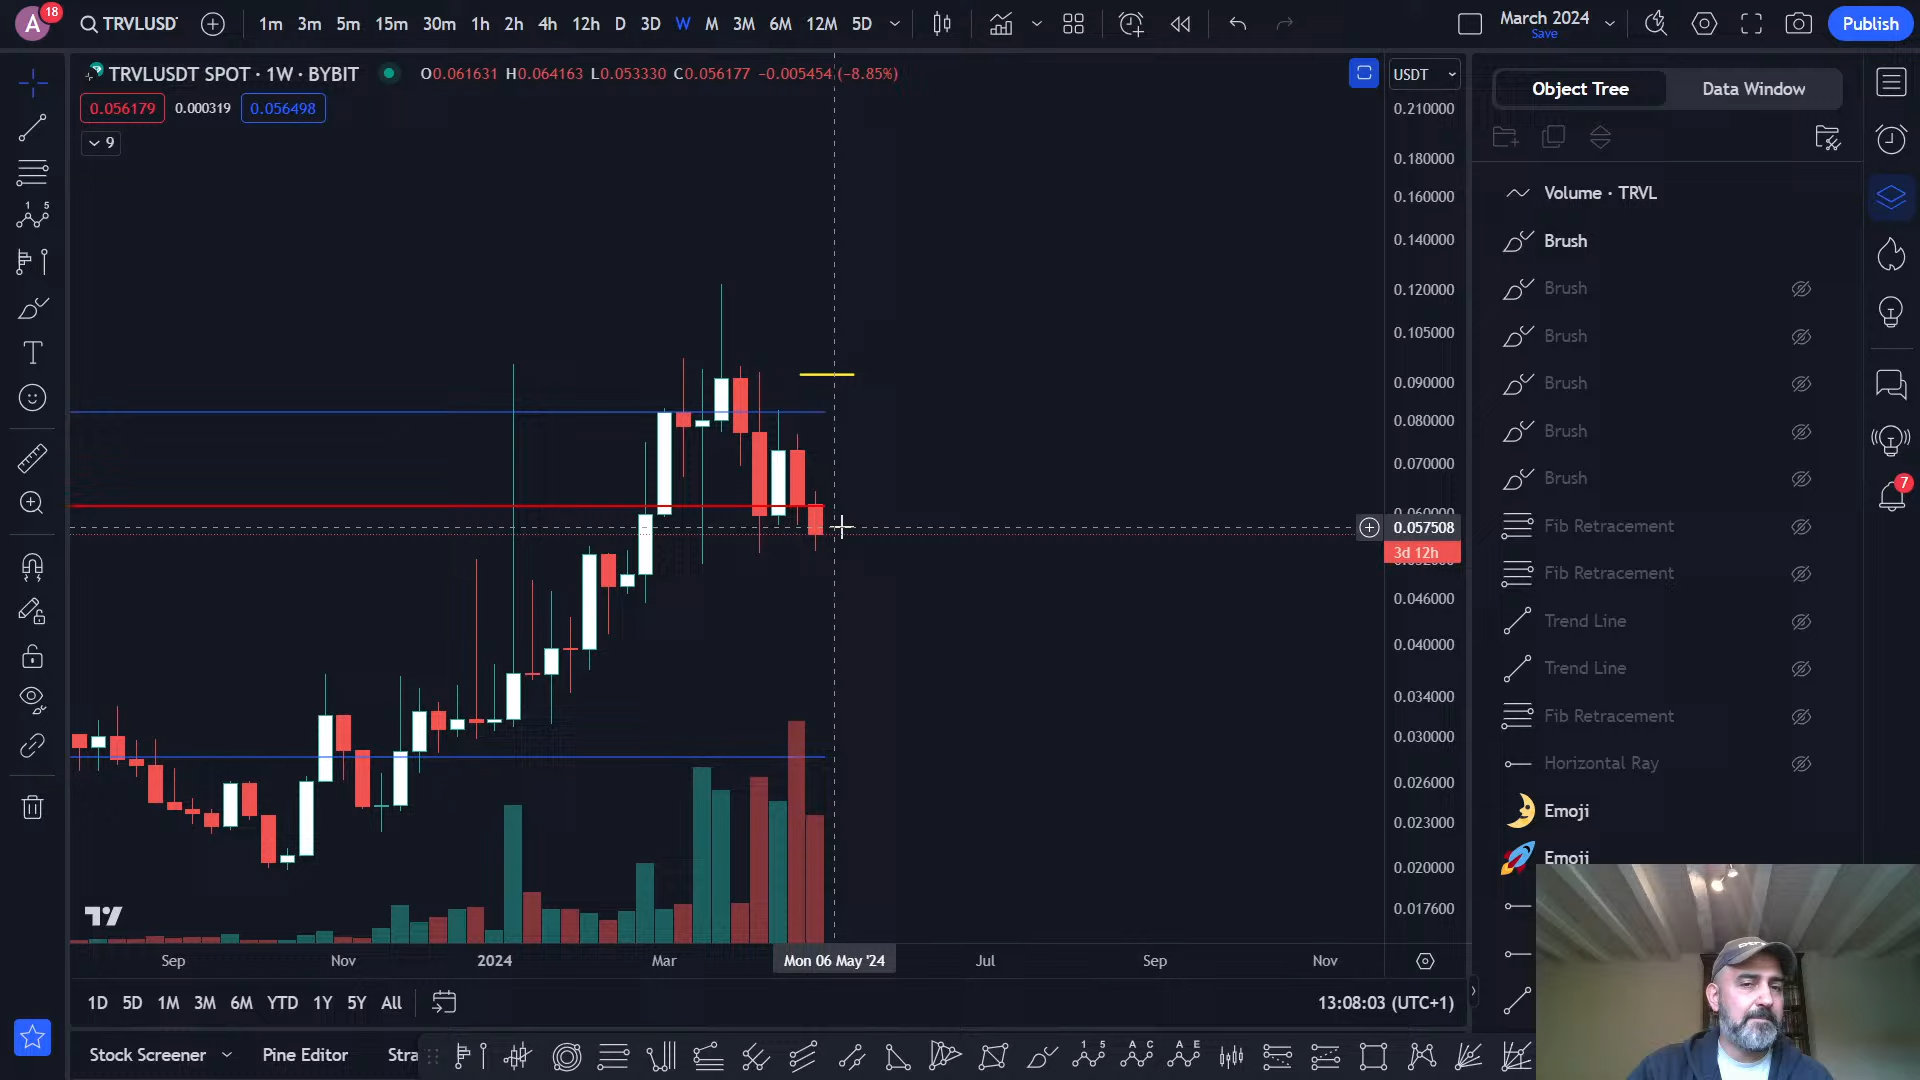 A 18 TRVLUSDT 1m 3m 5m 15m 30m 1h 2h 4h 12h D 3D W M 3M 6M 12M 5D March 2024 Save Publish
TRVLUSDT SPOT · 1W · BYBIT O0.061631 H0.064163 L0.053330 C0.056177 −0.005454 (−8.85%) USDT
0.056179 0.000319 0.056498
9
0.210000
0.180000
0.160000
0.140000
0.120000
0.105000
0.090000
0.080000
0.070000
0.060000
0.057508
3d 12h
0.046000
0.040000
0.034000
0.030000
0.026000
0.023000
0.020000
0.017600
Sep Nov 2024 Mar Mon 06 May '24 Jul Sep Nov
1D 5D 1M 3M 6M YTD 1Y 5Y All 13:08:03 (UTC+1)
Stock Screener Pine Editor Stra
Object Tree Data Window
Volume · TRVL
Brush
Brush
Brush
Brush
Brush
Brush
Fib Retracement
Fib Retracement
Trend Line
Trend Line
Fib Retracement
Horizontal Ray
Emoji
Emoji
7